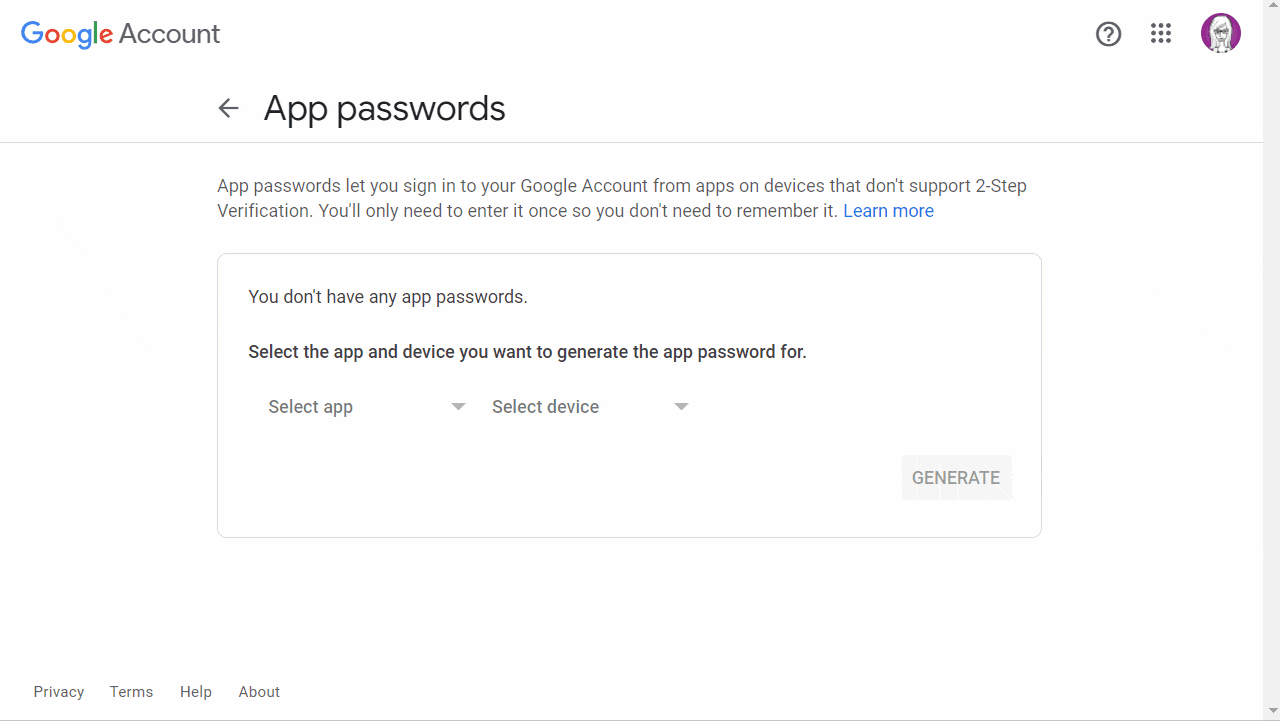 Google Account
App passwords
App passwords let you sign in to your Google Account from apps on devices that don't support 2-Step
Verification. You'll only need to enter it once so you don't need to remember it. Learn more
You don't have any app passwords.
Select the app and device you want to generate the app password for.
Select app Select device
GENERATE
Privacy Terms Help About